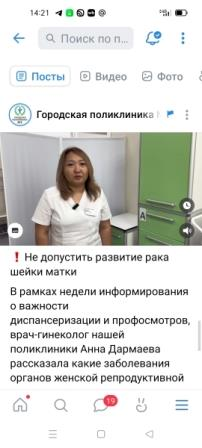 14:21
Поиск по п...
Посты
Видео
Фото
Городская поликлиника
A
❗ Не допустить развитие рака
шейки матки
В рамках недели информирования
о важности
диспансеризации и профосмотров,
врач-гинеколог нашей
поликлиники Анна Дармаева
рассказала какие заболевания
органов женской репродуктивной
19